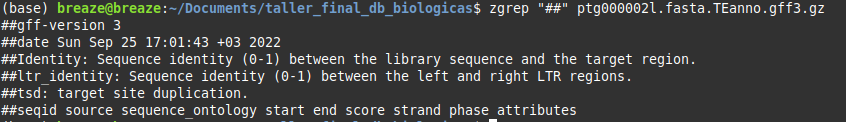 (base) breaze@breaze:~/Documents/taller_final_db_biologicas$ zgrep "##" ptg000002l.fasta.TEanno.gff3.gz
##gff-version 3
##date Sun Sep 25 17:01:43 +03 2022
##Identity: Sequence identity (0-1) between the library sequence and the target region.
##ltr_identity: Sequence identity (0-1) between the left and right LTR regions.
##tsd: target site duplication.
##seqid source sequence_ontology start end score strand phase attributes